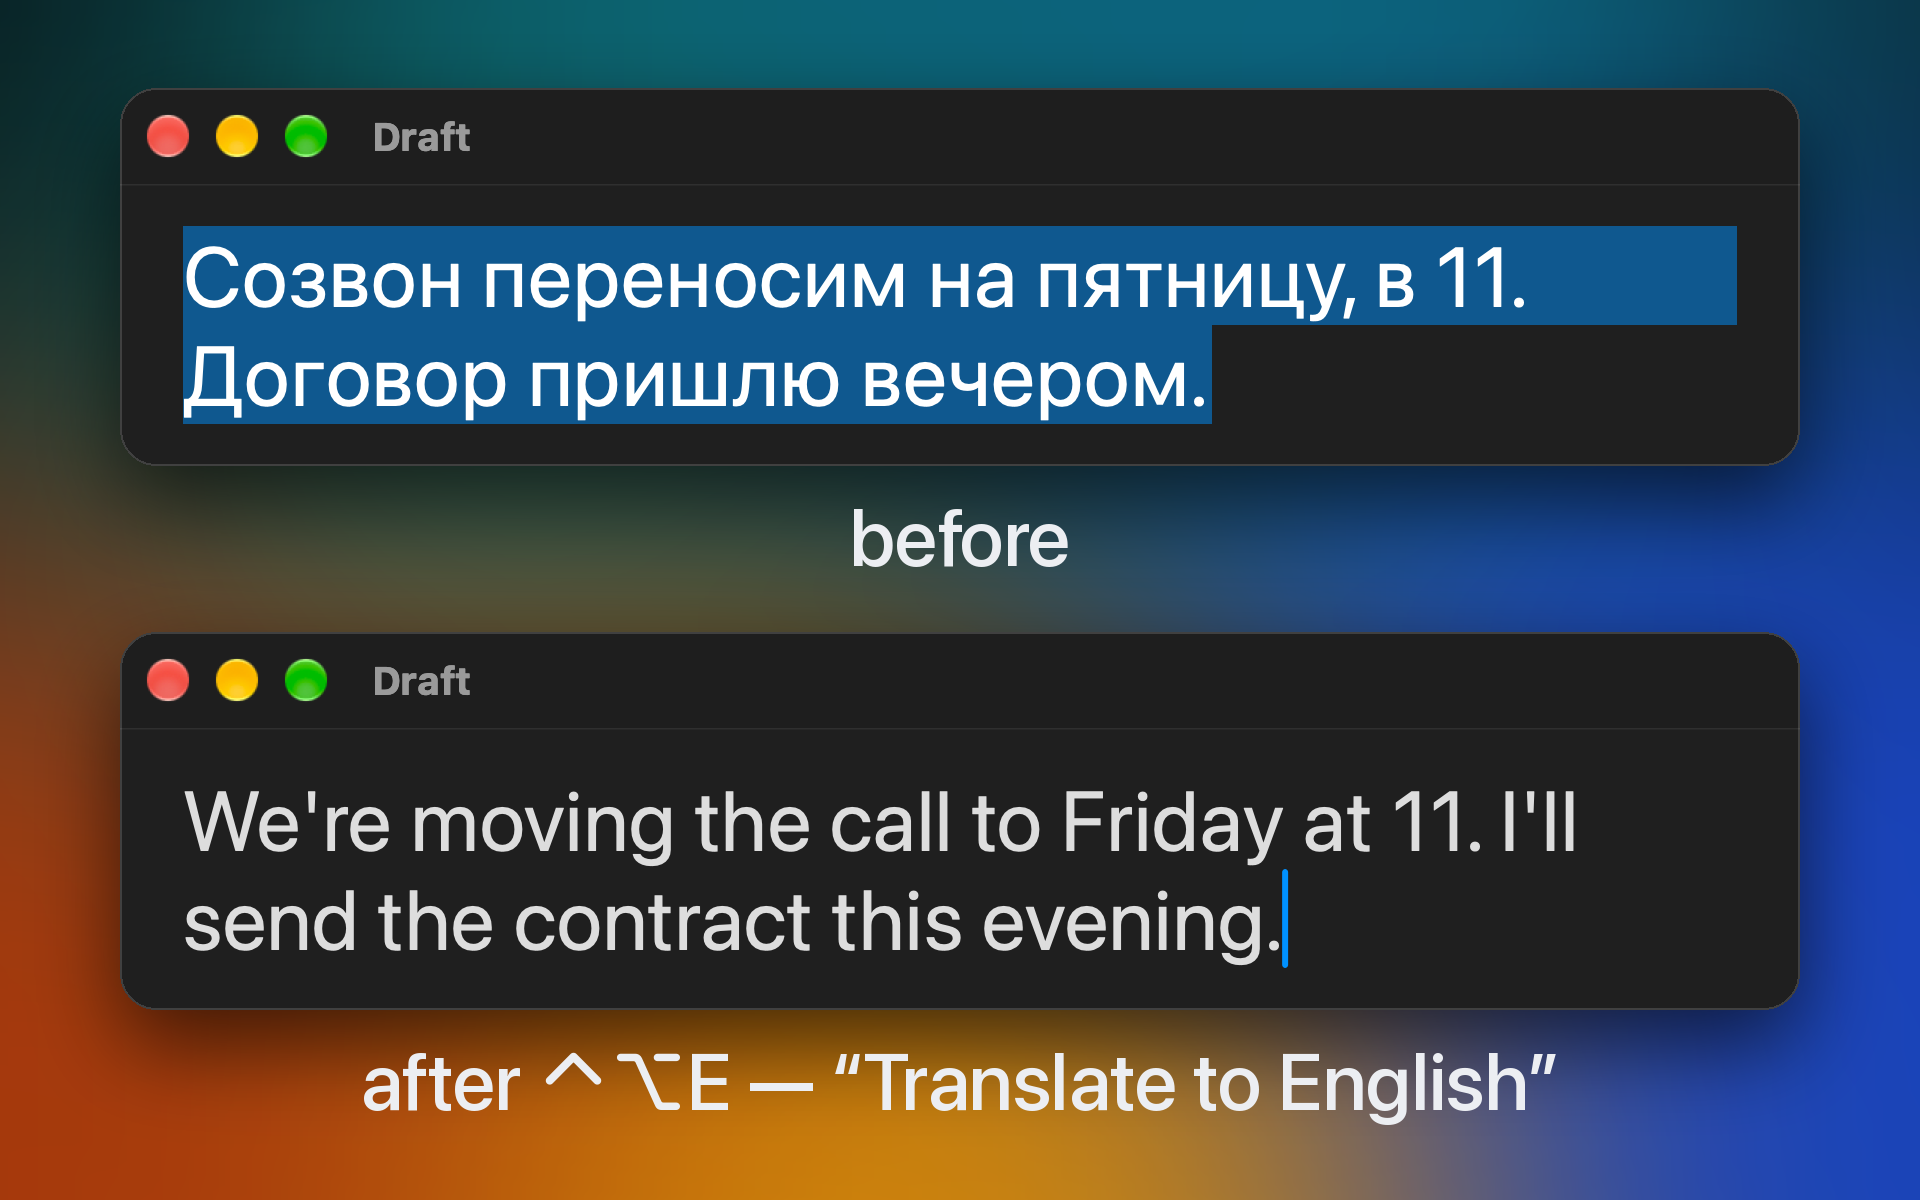 Draft
Созвон переносим на пятницу, в 11.
Договор пришлю вечером.
before
Draft
We're moving the call to Friday at 11. I'll
send the contract this evening.
after ⌃⌥E — “Translate to English”